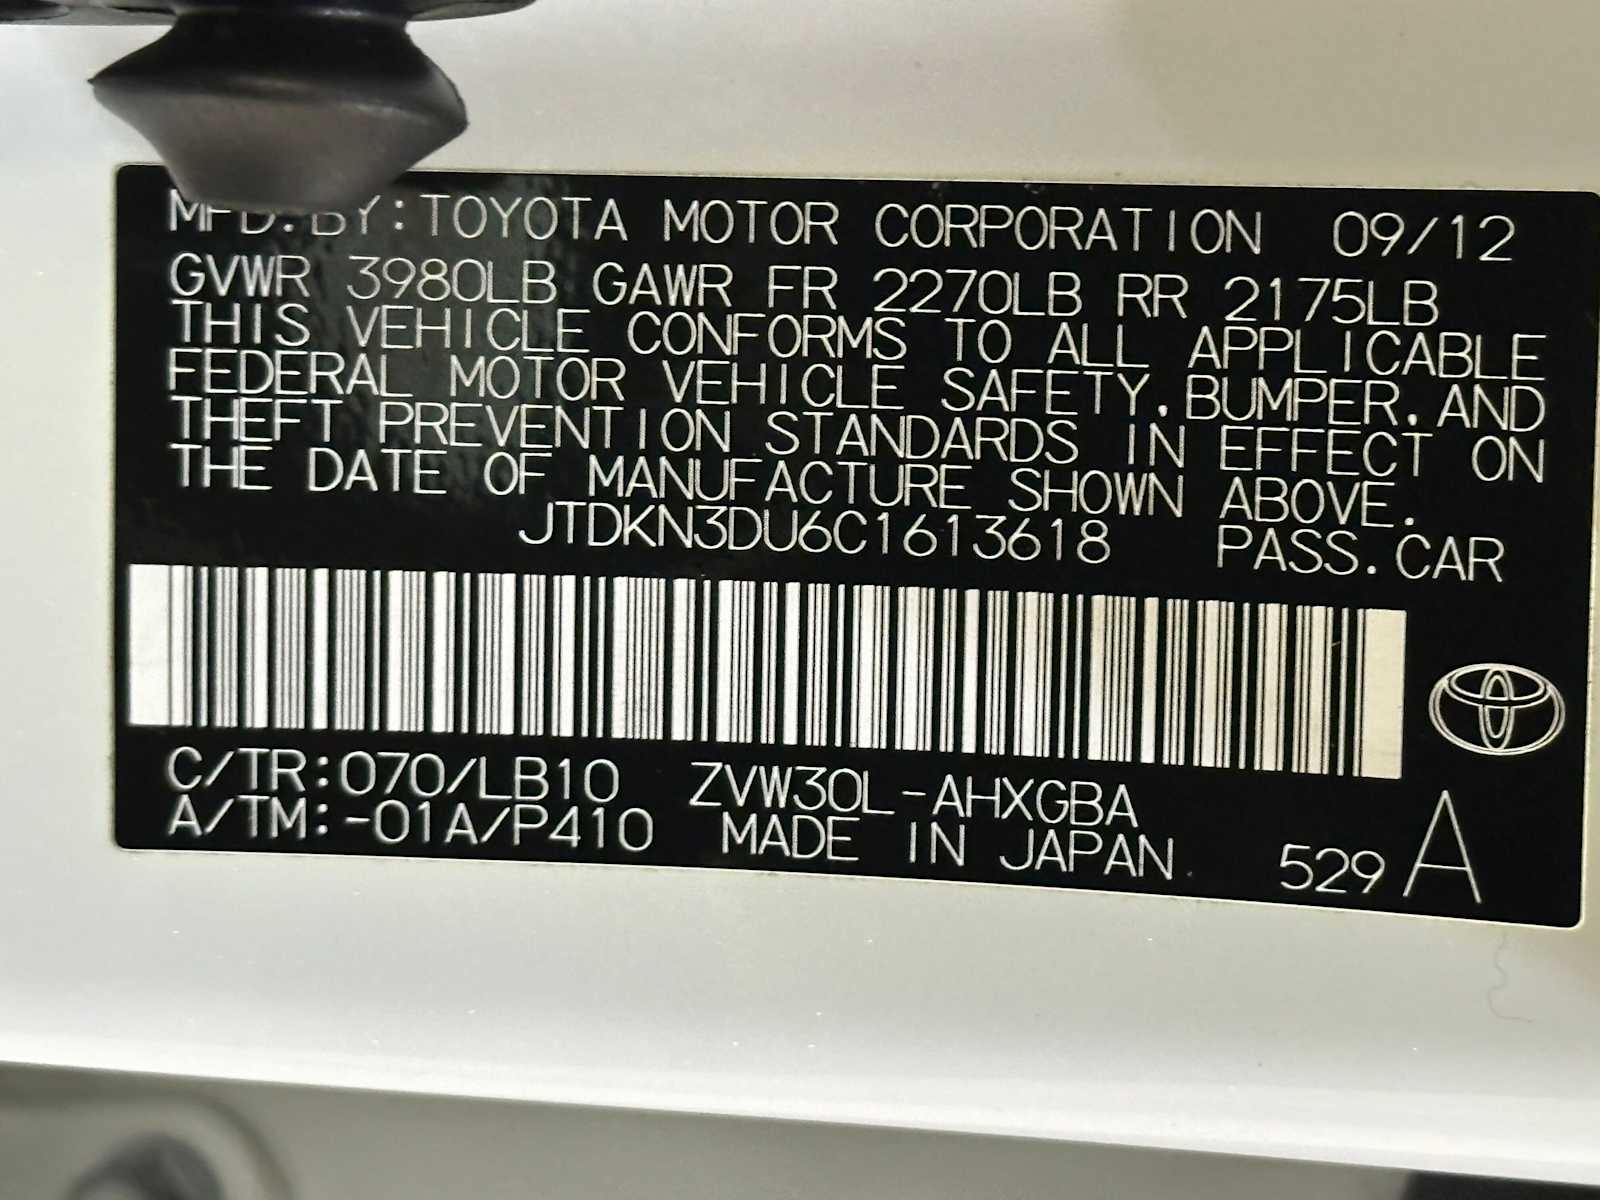 MFD. BY: TOYOTA MOTOR CORPORATION 09/12
GVWR 3980LB GAWR FR 2270LB RR 2175LB
THIS VEHICLE CONFORMS TO ALL APPLICABLE
FEDERAL MOTOR VEHICLE SAFETY, BUMPER, AND
THEFT PREVENTION STANDARDS IN EFFECT ON
THE DATE OF MANUFACTURE SHOWN ABOVE.
JTDKN3DU6C1613618 PASS. CAR
C/TR: 070/LB10 ZVW30L-AHXGBA
A/TM: -01A/P410 MADE IN JAPAN 529 A